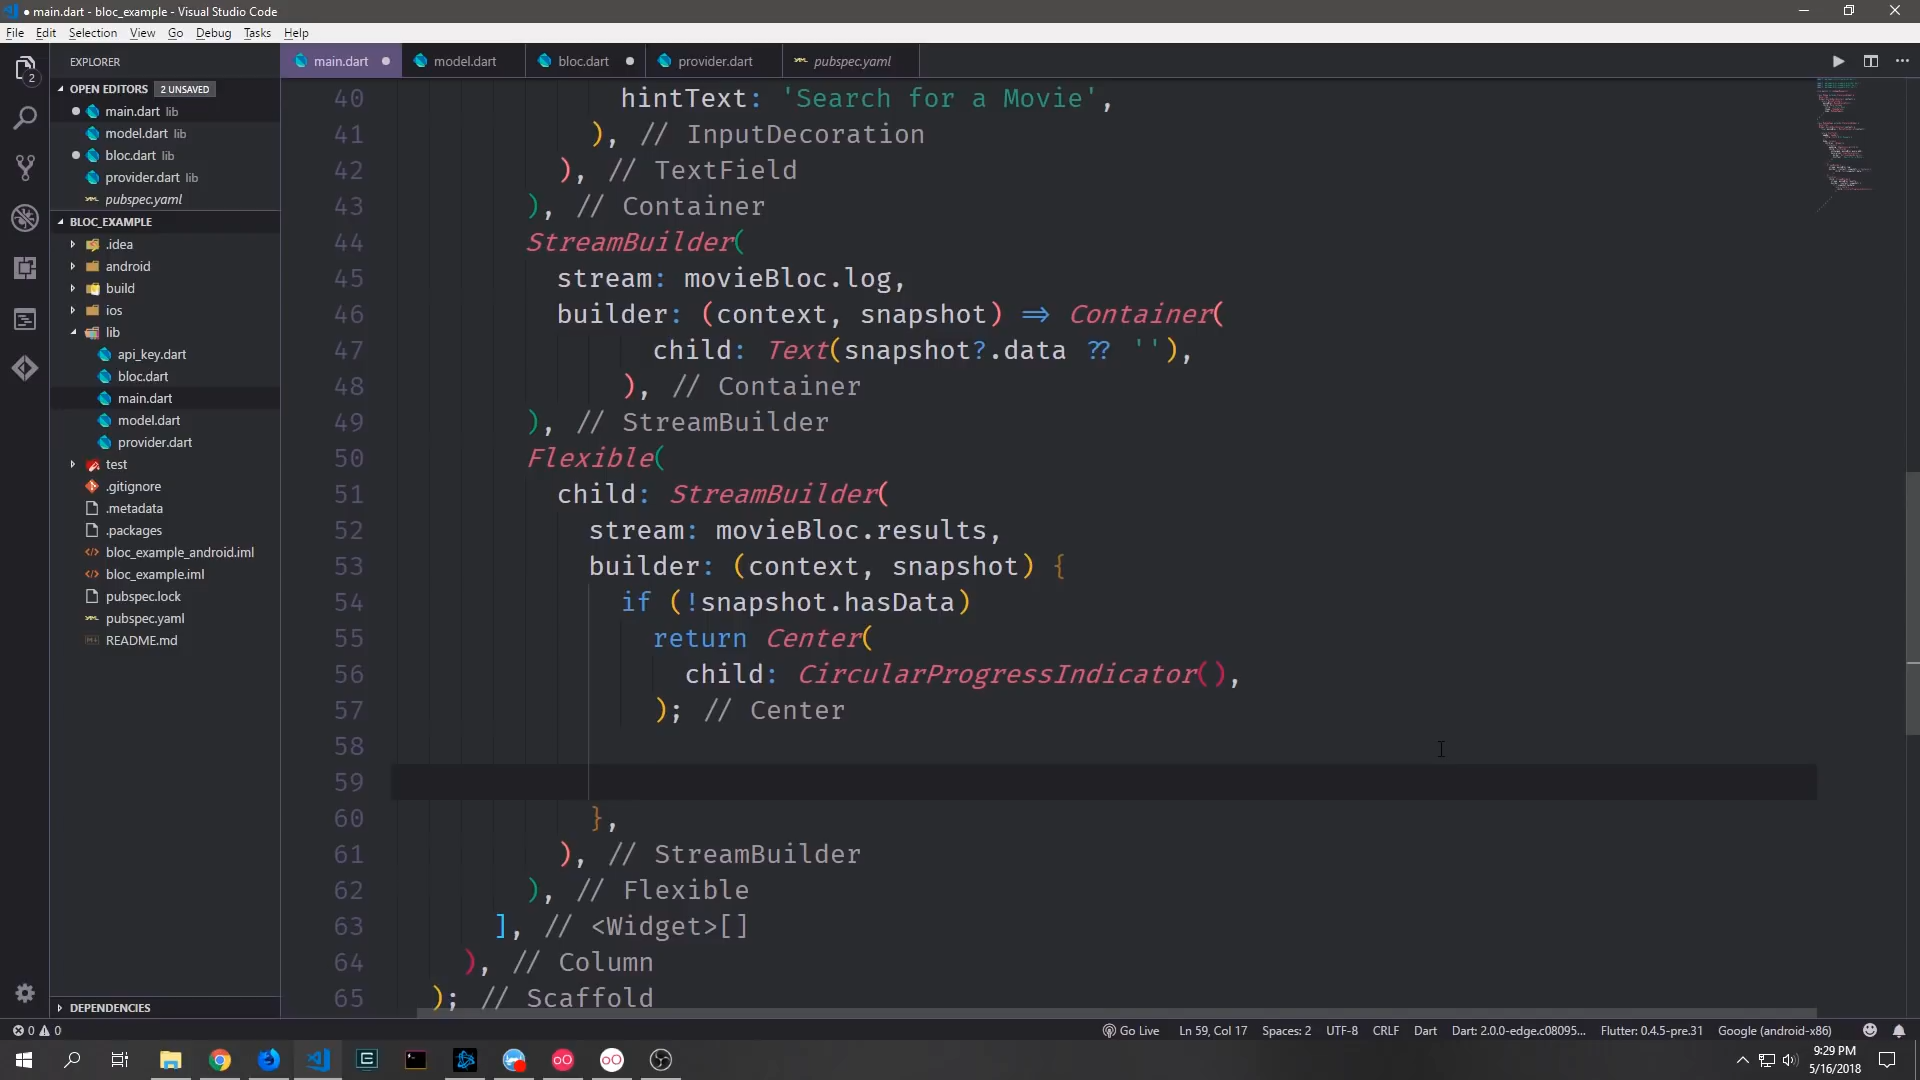 ● main.dart - bloc_example - Visual Studio Code
File Edit Selection View Go Debug Tasks Help
2
EXPLORER
OPEN EDITORS 2 UNSAVED
main.dart lib
model.dart lib
bloc.dart lib
provider.dart lib
pubspec.yaml
BLOC_EXAMPLE
.idea
android
build
ios
lib
api_key.dart
bloc.dart
main.dart
model.dart
provider.dart
test
.gitignore
.metadata
.packages
bloc_example_android.iml
bloc_example.iml
pubspec.lock
pubspec.yaml
README.md
DEPENDENCIES
main.dart model.dart bloc.dart provider.dart pubspec.yaml
40 hintText: 'Search for a Movie',
41 ), // InputDecoration
42 ), // TextField
43 ), // Container
44 StreamBuilder(
45 stream: movieBloc.log,
46 builder: (context, snapshot) => Container(
47 child: Text(snapshot?.data ?? ''),
48 ), // Container
49 ), // StreamBuilder
50 Flexible(
51 child: StreamBuilder(
52 stream: movieBloc.results,
53 builder: (context, snapshot) {
54 if (!snapshot.hasData)
55 return Center(
56 child: CircularProgressIndicator(),
57 ); // Center
58
59
60 },
61 ), // StreamBuilder
62 ), // Flexible
63 ], // <Widget>[]
64 ), // Column
65 ); // Scaffold
0 0 Go Live Ln 59, Col 17 Spaces: 2 UTF-8 CRLF Dart Dart: 2.0.0-edge.c08095... Flutter: 0.4.5-pre.31 Google (android-x86)
9:29 PM
5/16/2018